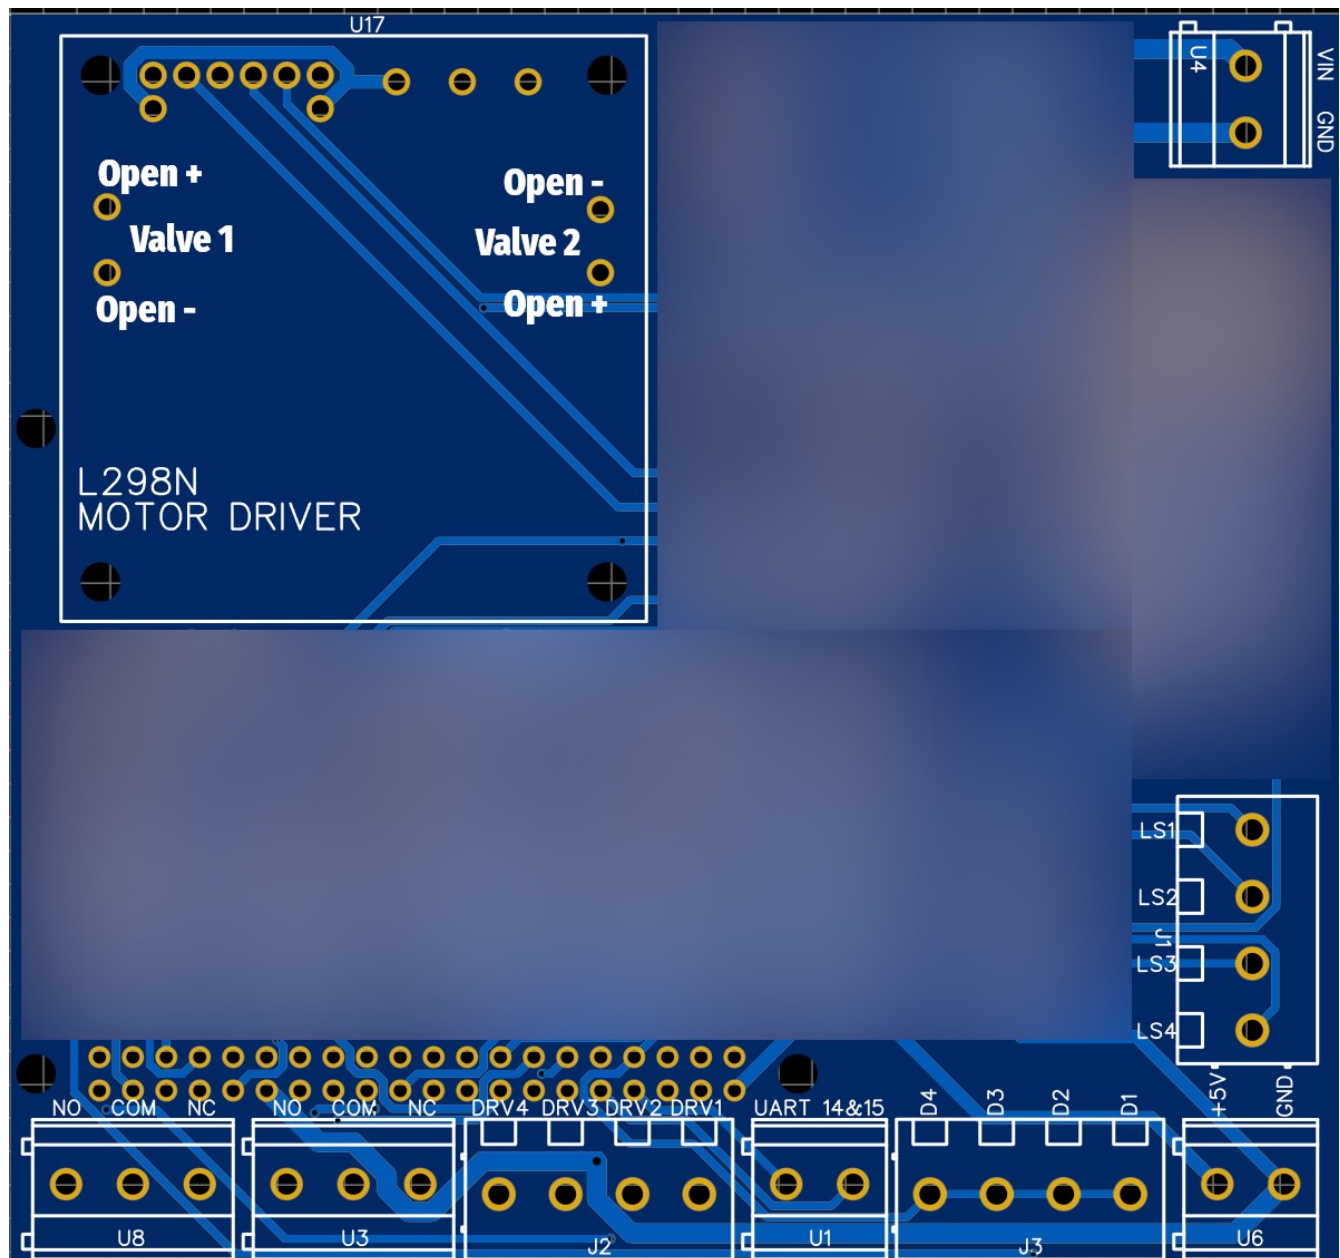 U17
U4
VIN
GND
Open +
Open -
Valve 1
Valve 2
Open -
Open +
L298N
MOTOR DRIVER
LS1
LS2
J1
LS3
LS4
+5V
GND
NO COM NC
NO COM NC
DRV4 DRV3 DRV2 DRV1
UART 14&15
D4 D3 D2 D1
U8
U3
J2
U1
J3
U6